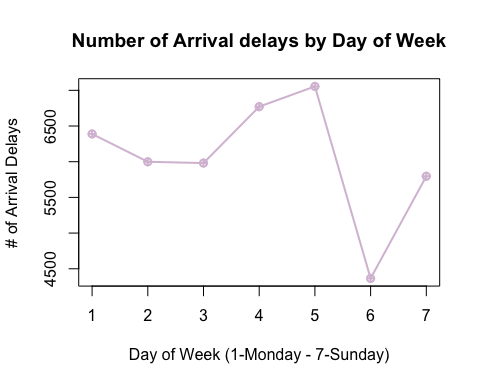 Number of Arrival delays by Day of Week
# of Arrival Delays
6500
5500
4500
1 2 3 4 5 6 7
Day of Week (1-Monday - 7-Sunday)